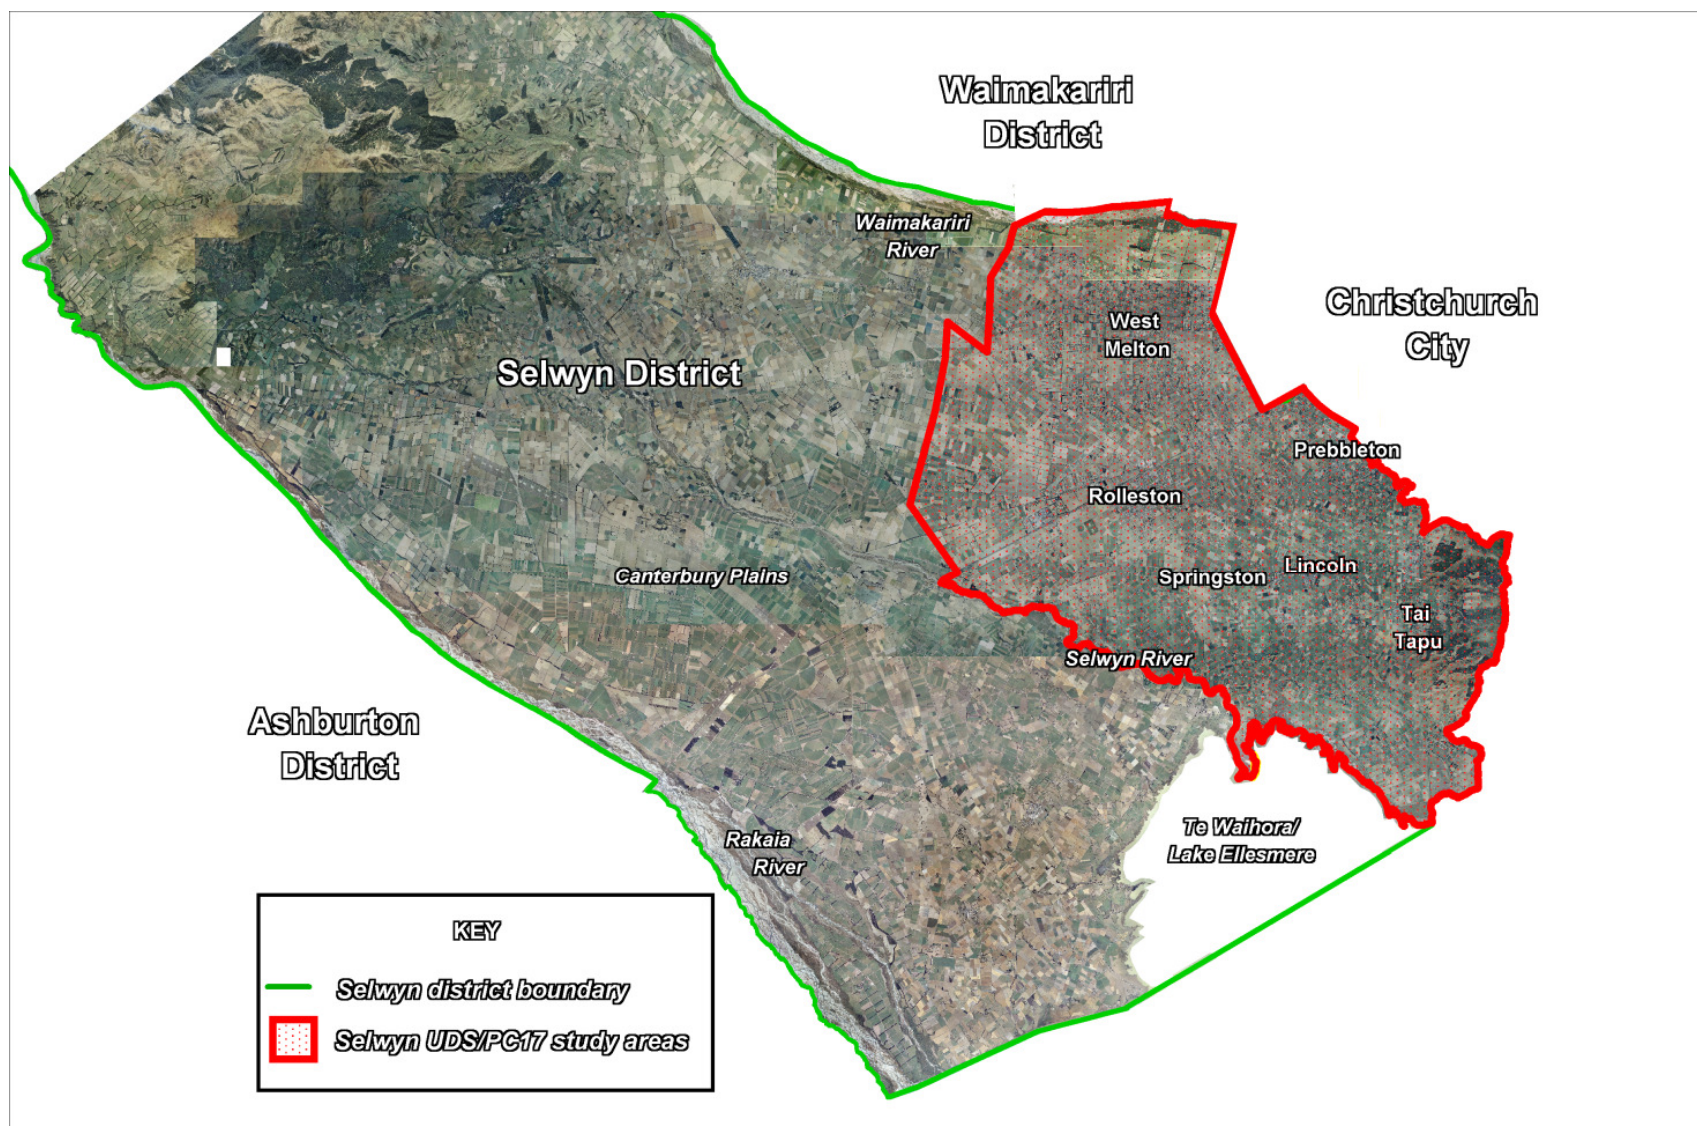 Waimakariri
District
Waimakariri
River
Christchurch
City
West
Melton
Selwyn District
Prebbleton
Rolleston
Canterbury Plains
Springston
Lincoln
Tai
Tapu
Selwyn River
Ashburton
District
Te Waihora/
Lake Ellesmere
Rakaia
River
KEY
Selwyn district boundary
Selwyn UDS/PC17 study areas